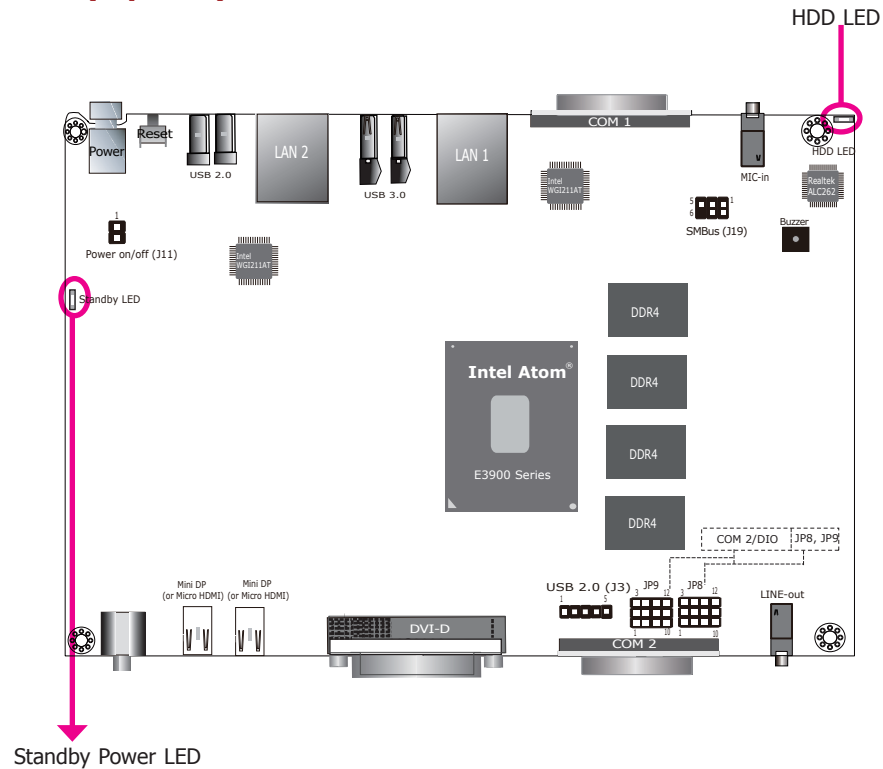 HDD LED
COM 1
Power
Reset
LAN 2
LAN 1
USB 2.0
USB 3.0
MIC-in
HDD LED
Intel
WGI211AT
Realtek
ALC262
5 1
6
SMBus (J19)
Buzzer
1
Power on/off (J11)
Intel
WGI211AT
Standby LED
DDR4
Intel Atom®
DDR4
DDR4
E3900 Series
DDR4
COM 2/DIO JP8, JP9
Mini DP
(or Micro HDMI)
Mini DP
(or Micro HDMI)
USB 2.0 (J3)
1 5
JP9
3 12
1 10
JP8
3 12
1 10
LINE-out
DVI-D
COM 2
Standby Power LED